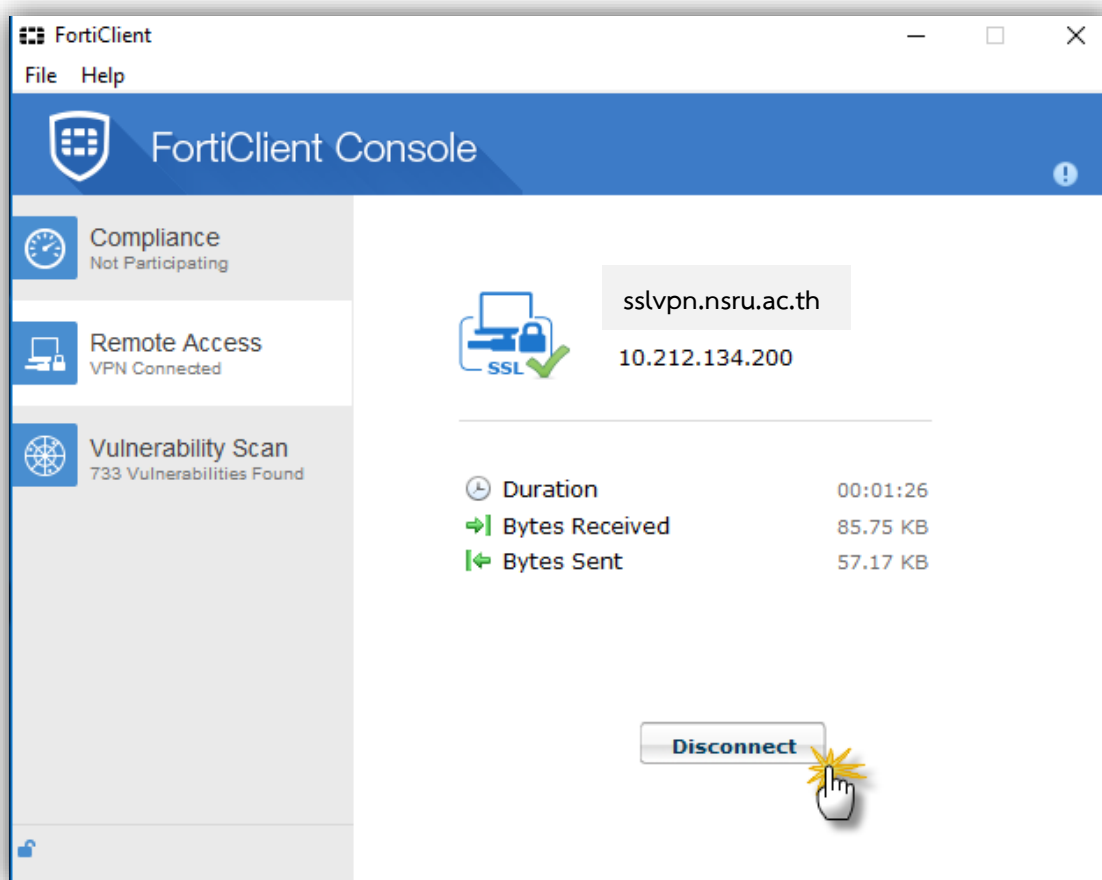 FortiClient
File Help
FortiClient Console
Compliance
Not Participating
Remote Access
VPN Connected
Vulnerability Scan
733 Vulnerabilities Found
sslvpn.nsru.ac.th
SSL
10.212.134.200
Duration 00:01:26
Bytes Received 85.75 KB
Bytes Sent 57.17 KB
Disconnect